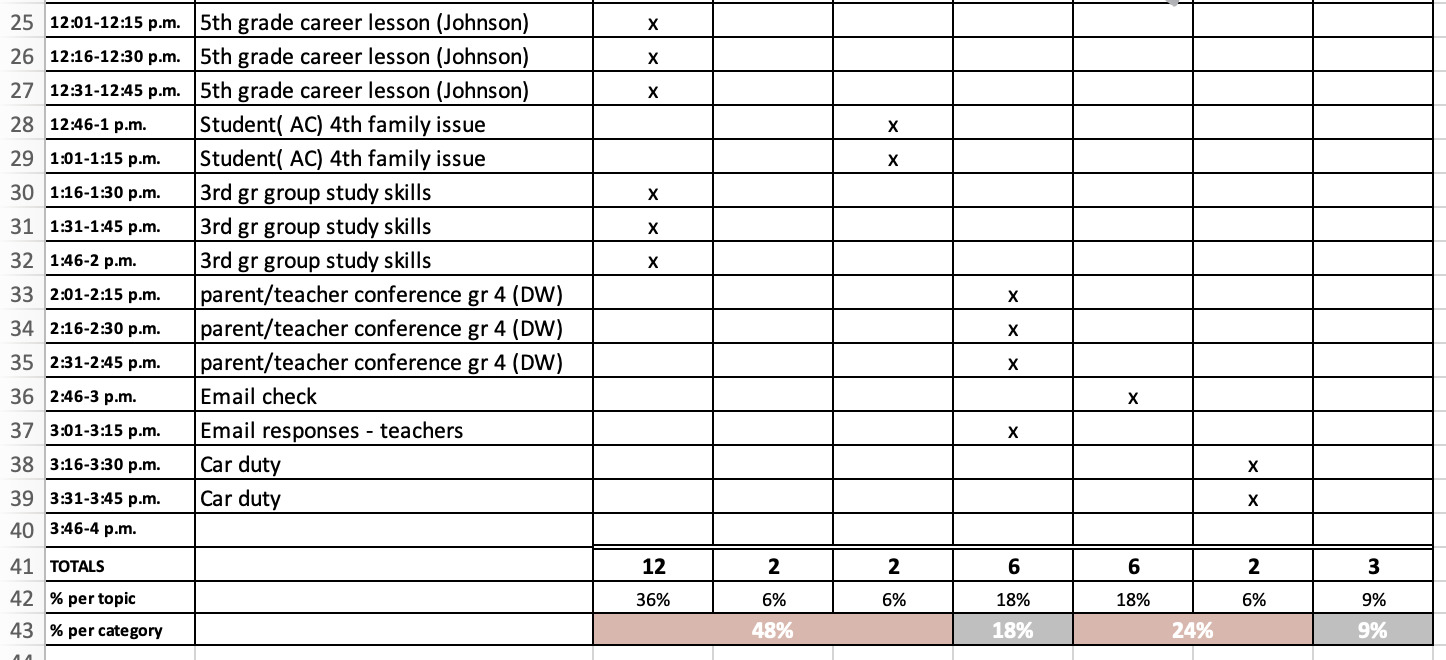 25 12:01-12:15 p.m. 5th grade career lesson (Johnson) x
26 12:16-12:30 p.m. 5th grade career lesson (Johnson) x
27 12:31-12:45 p.m. 5th grade career lesson (Johnson) x
28 12:46-1 p.m. Student( AC) 4th family issue x
29 1:01-1:15 p.m. Student( AC) 4th family issue x
30 1:16-1:30 p.m. 3rd gr group study skills x
31 1:31-1:45 p.m. 3rd gr group study skills x
32 1:46-2 p.m. 3rd gr group study skills x
33 2:01-2:15 p.m. parent/teacher conference gr 4 (DW) x
34 2:16-2:30 p.m. parent/teacher conference gr 4 (DW) x
35 2:31-2:45 p.m. parent/teacher conference gr 4 (DW) x
36 2:46-3 p.m. Email check x
37 3:01-3:15 p.m. Email responses - teachers x
38 3:16-3:30 p.m. Car duty x
39 3:31-3:45 p.m. Car duty x
40 3:46-4 p.m.
41 TOTALS 12 2 2 6 6 2 3
42 % per topic 36% 6% 6% 18% 18% 6% 9%
43 % per category 48% 18% 24% 9%